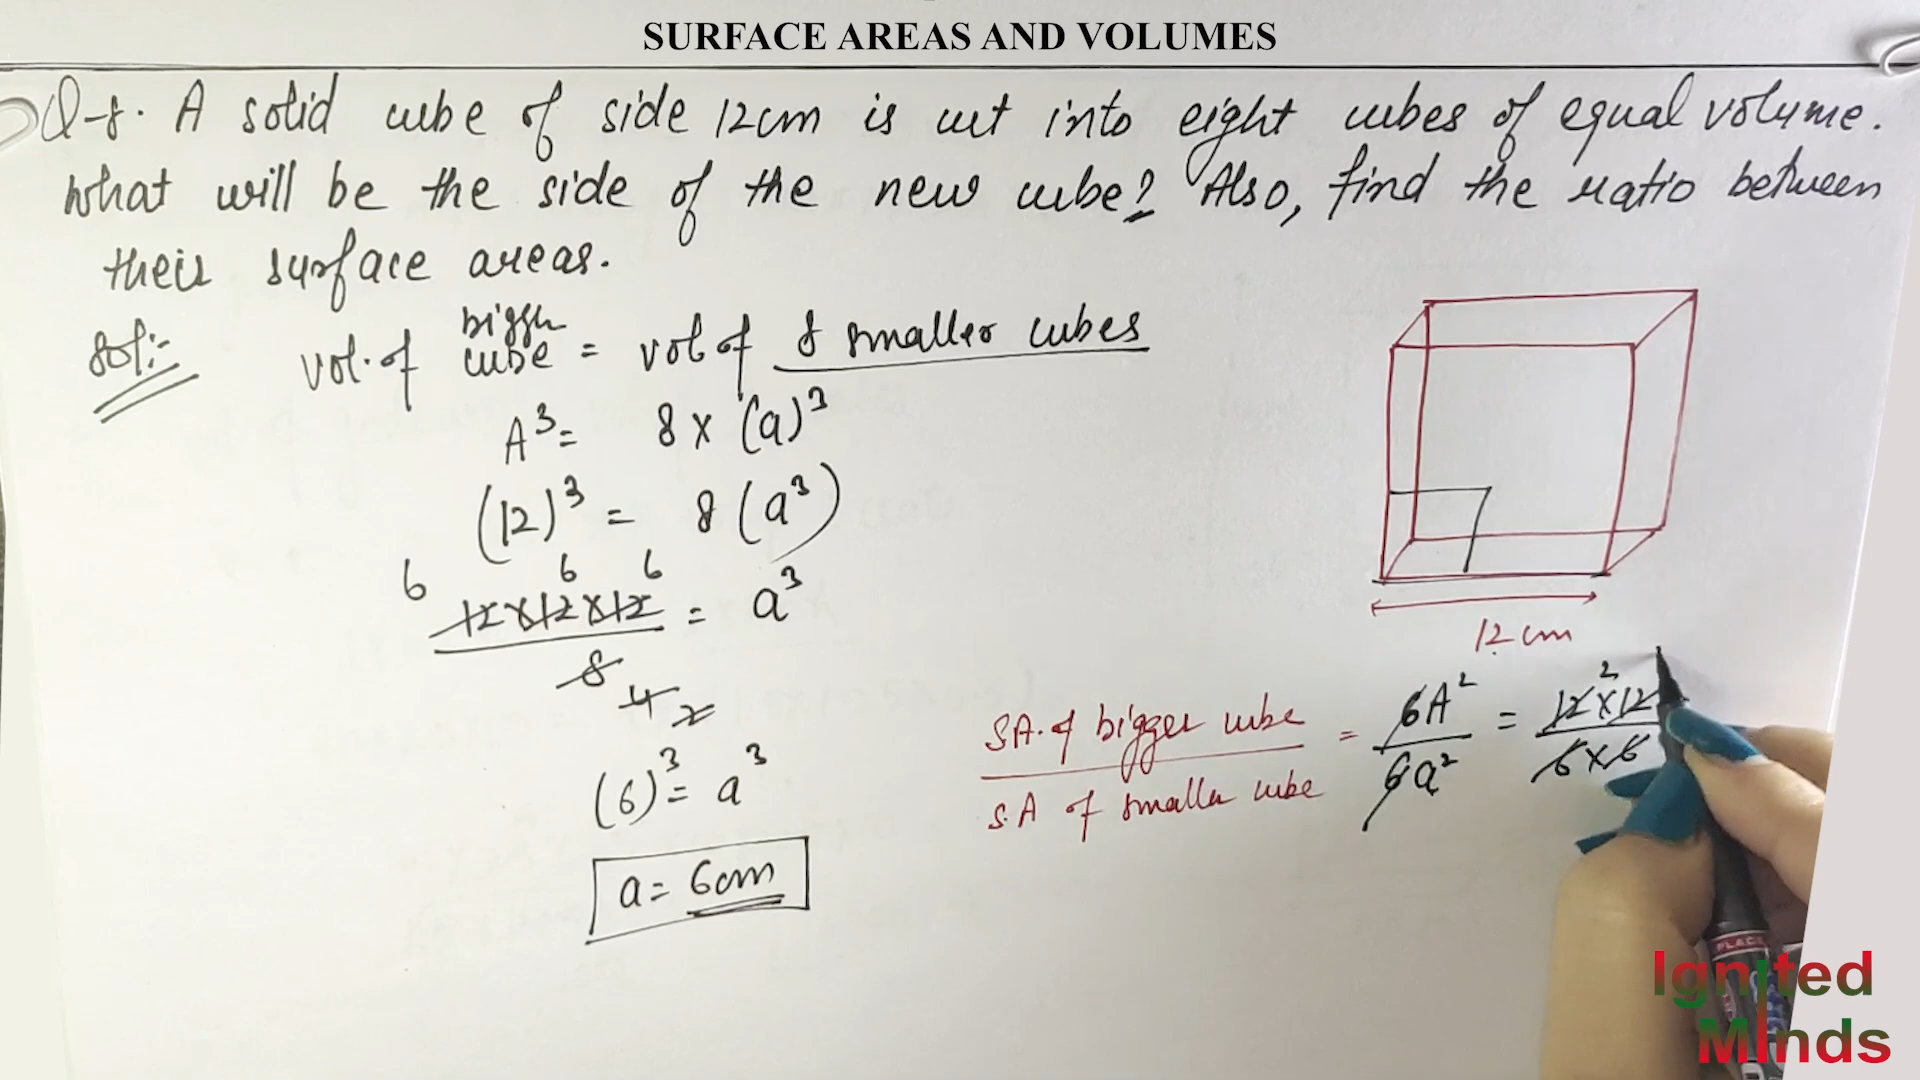 SURFACE AREAS AND VOLUMES
Q-8. A solid cube of side 12cm is cut into eight cubes of equal volume.
What will be the side of the new cube? Also, find the ratio between
their surface areas.
Sol:- vol. of bigger cube = vol of 8 smaller cubes
A³ = 8 x (a)³
(12)³ = 8 (a³)
6 6 6
12x12x12 = a³
8
4 2
(6)³ = a³
a = 6cm
12 cm
SA. of bigger cube = 6A² = 12 x 12
S.A of smaller cube 6a² 6 x 6
2
PLAC
Ignited
Minds